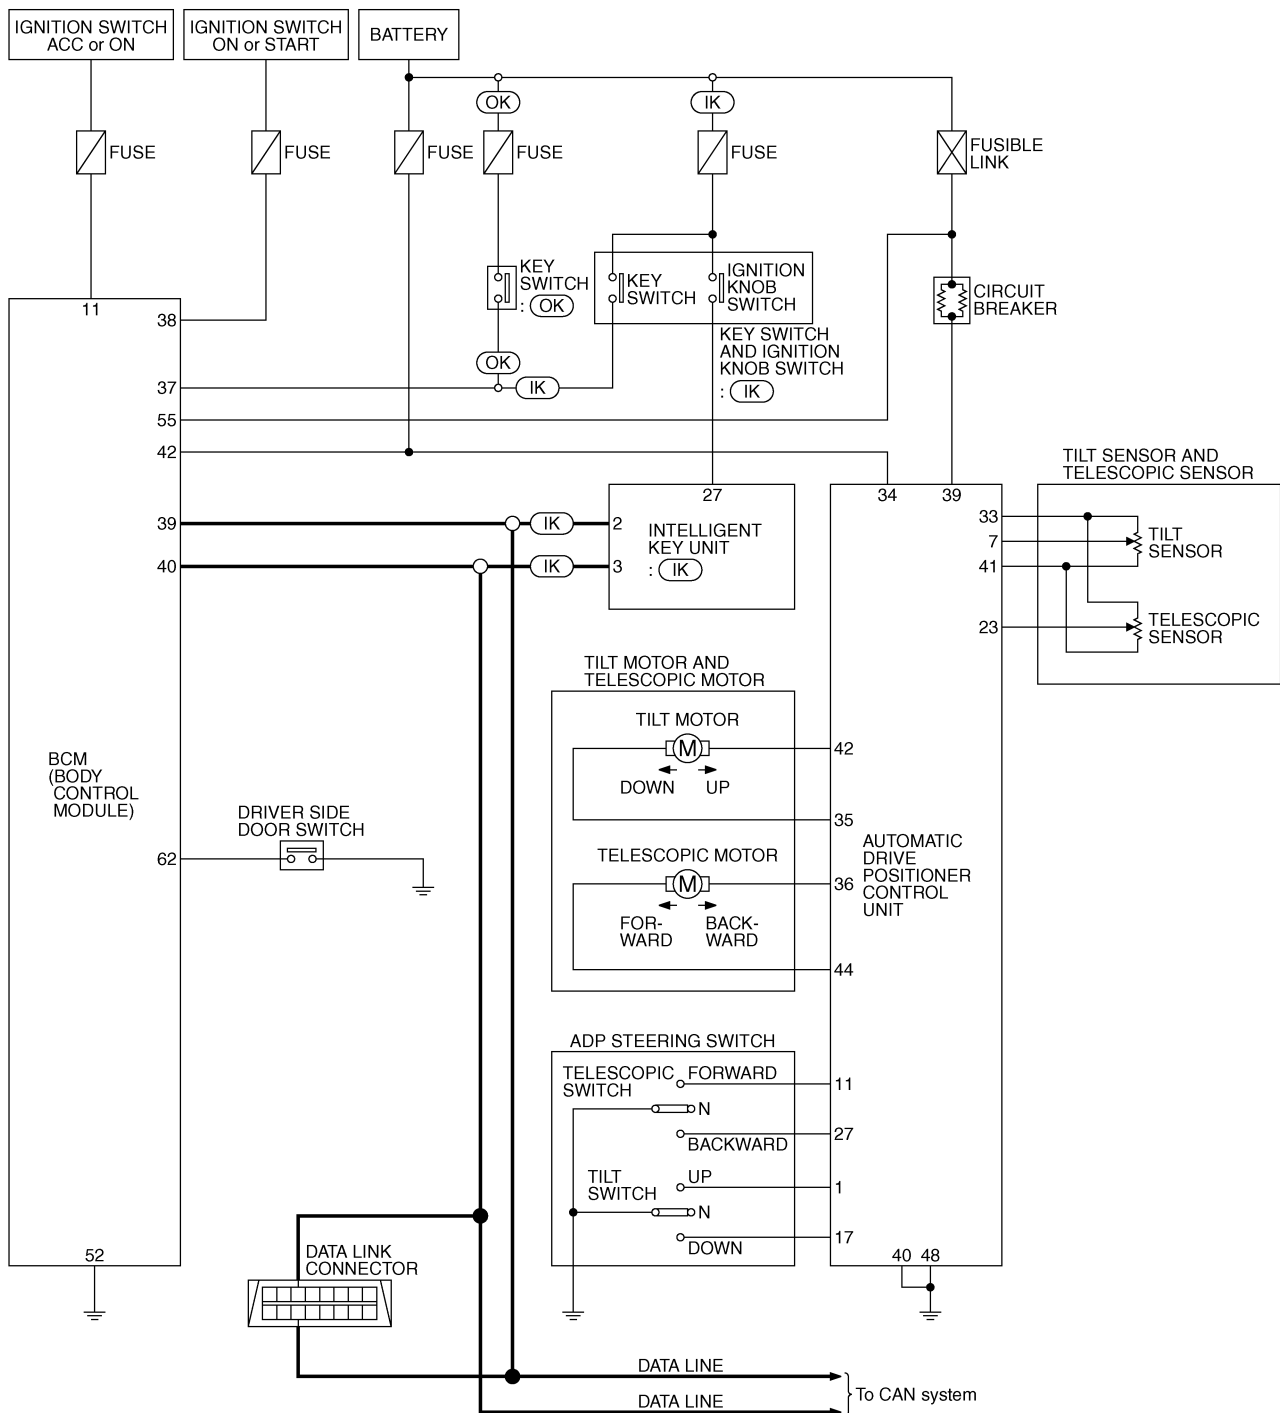 IGNITION SWITCH
ACC or ON
IGNITION SWITCH
ON or START
BATTERY
OK
IK
FUSE
FUSE
FUSE
FUSE
FUSE
FUSIBLE
LINK
KEY
SWITCH
: OK
KEY
SWITCH
IGNITION
KNOB
SWITCH
CIRCUIT
BREAKER
11
38
KEY SWITCH
AND IGNITION
KNOB SWITCH
: IK
OK
37
IK
55
42
TILT SENSOR AND
TELESCOPIC SENSOR
27
34
39
39
IK
2
INTELLIGENT
KEY UNIT
: IK
40
IK
3
33
7
41
23
TILT
SENSOR
TELESCOPIC
SENSOR
TILT MOTOR AND
TELESCOPIC MOTOR
TILT MOTOR
M
42
DOWN
UP
35
BCM
(BODY
CONTROL
MODULE)
DRIVER SIDE
DOOR SWITCH
62
AUTOMATIC
DRIVE
POSITIONER
CONTROL
UNIT
TELESCOPIC MOTOR
M
36
FOR-
WARD
BACK-
WARD
44
ADP STEERING SWITCH
TELESCOPIC
SWITCH
FORWARD
11
N
BACKWARD
27
TILT
SWITCH
UP
1
N
DOWN
17
52
40 48
DATA LINK
CONNECTOR
DATA LINE
DATA LINE
To CAN system